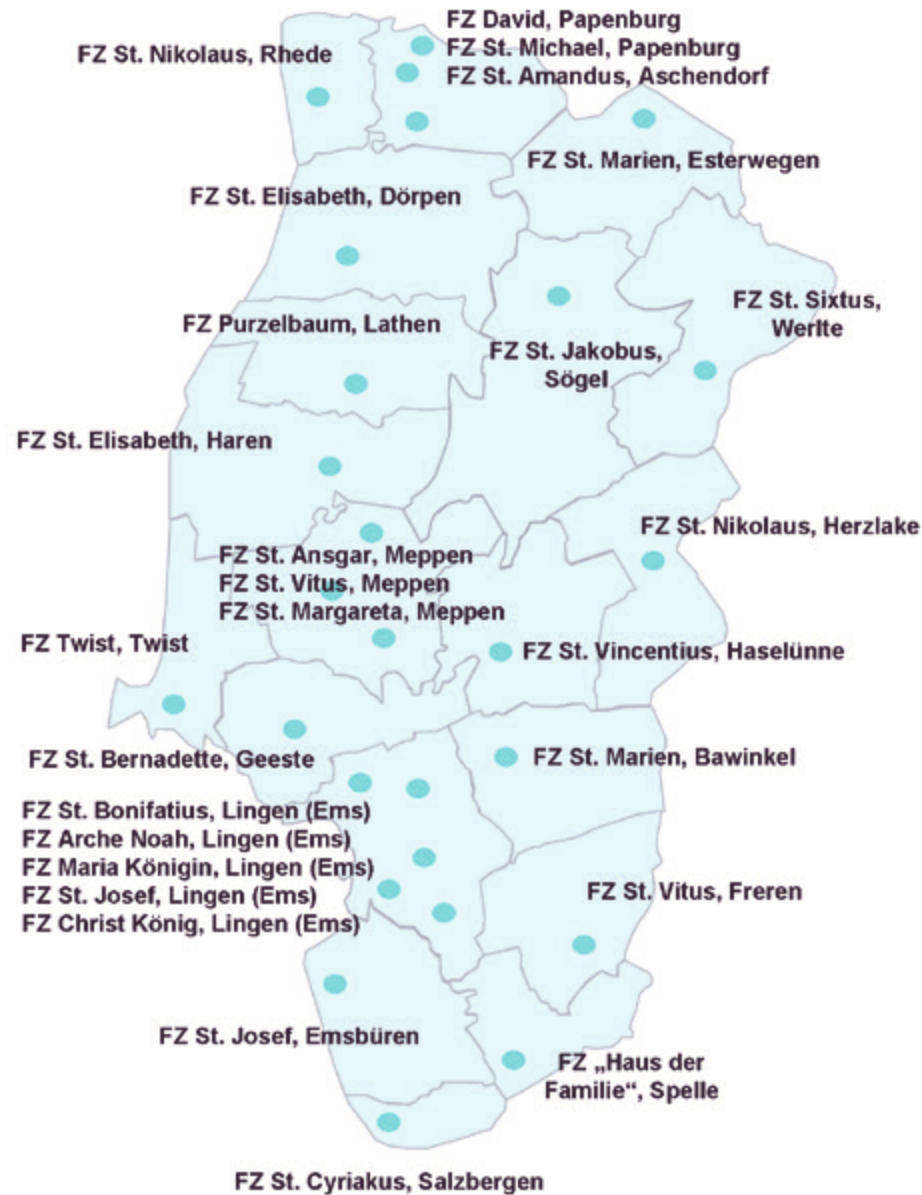 FZ David, Papenburg
FZ St. Michael, Papenburg
FZ St. Amandus, Aschendorf
FZ St. Nikolaus, Rhede
FZ St. Marien, Esterwegen
FZ St. Elisabeth, Dörpen
FZ St. Sixtus,
Werlte
FZ Purzelbaum, Lathen
FZ St. Jakobus,
Sögel
FZ St. Elisabeth, Haren
FZ St. Nikolaus, Herzlake
FZ St. Ansgar, Meppen
FZ St. Vitus, Meppen
FZ St. Margareta, Meppen
FZ Twist, Twist
FZ St. Vincentius, Haselünne
FZ St. Bernadette, Geeste
FZ St. Marien, Bawinkel
FZ St. Bonifatius, Lingen (Ems)
FZ Arche Noah, Lingen (Ems)
FZ Maria Königin, Lingen (Ems)
FZ St. Josef, Lingen (Ems)
FZ Christ König, Lingen (Ems)
FZ St. Vitus, Freren
FZ St. Josef, Emsbüren
FZ „Haus der
Familie“, Spelle
FZ St. Cyriakus, Salzbergen